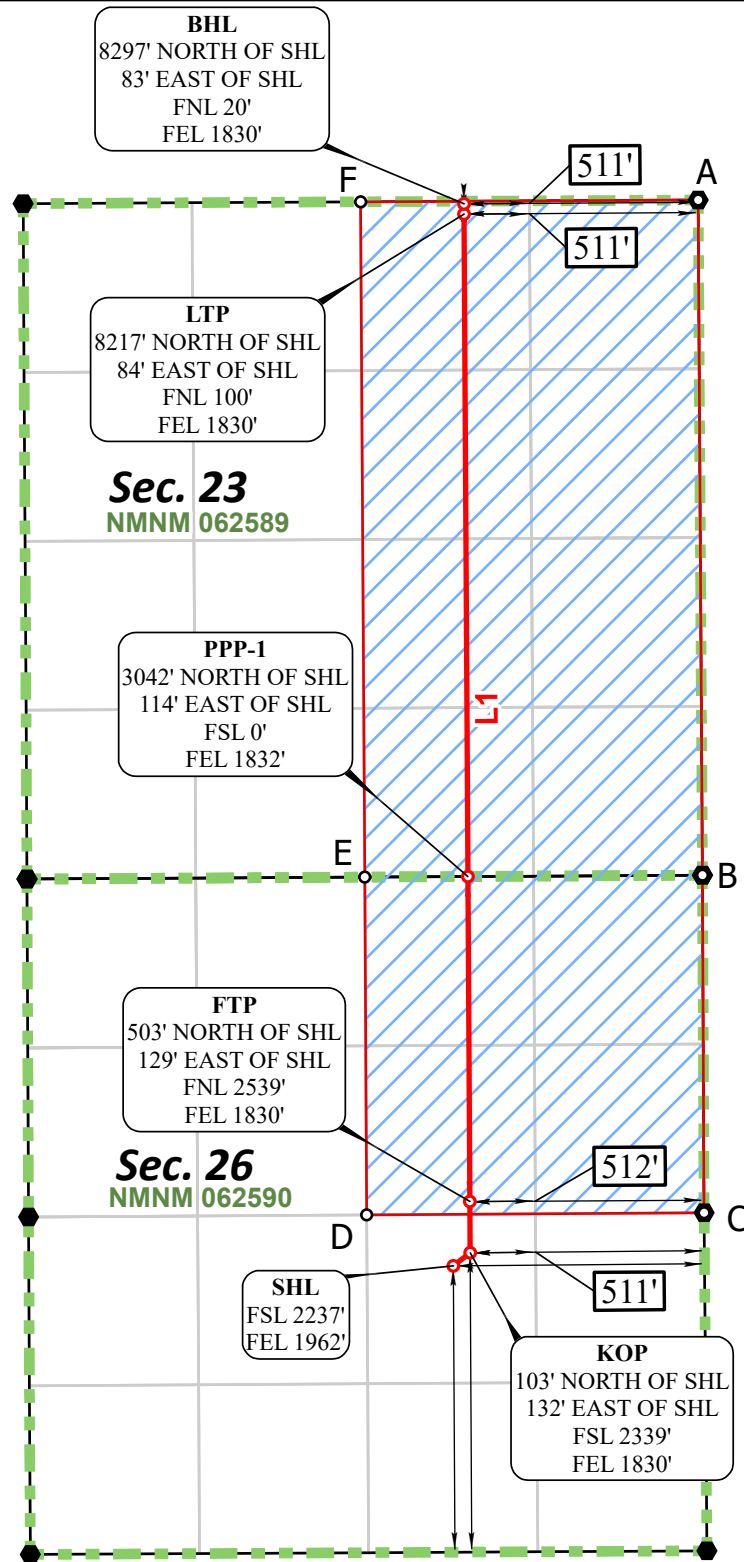 BHL
8297' NORTH OF SHL
83' EAST OF SHL
FNL 20'
FEL 1830'
511'
A
F
511'
LTP
8217' NORTH OF SHL
84' EAST OF SHL
FNL 100'
FEL 1830'
Sec. 23
NMNM 062589
PPP-1
3042' NORTH OF SHL
114' EAST OF SHL
FSL 0'
FEL 1832'
L1
E
B
FTP
503' NORTH OF SHL
129' EAST OF SHL
FNL 2539'
FEL 1830'
Sec. 26
NMNM 062590
512'
D
C
SHL
FSL 2237'
FEL 1962'
511'
KOP
103' NORTH OF SHL
132' EAST OF SHL
FSL 2339'
FEL 1830'